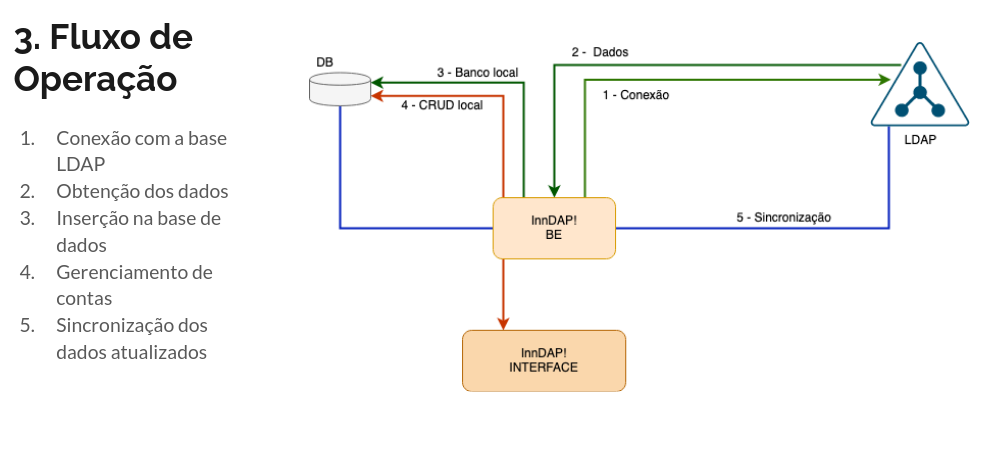 3. Fluxo de
Operação
1. Conexão com a base
LDAP
2. Obtenção dos dados
3. Inserção na base de
dados
4. Gerenciamento de
contas
5. Sincronização dos
dados atualizados
DB
2 - Dados
3 - Banco local
1 - Conexão
4 - CRUD local
LDAP
InnDAP!
BE
5 - Sincronização
InnDAP!
INTERFACE